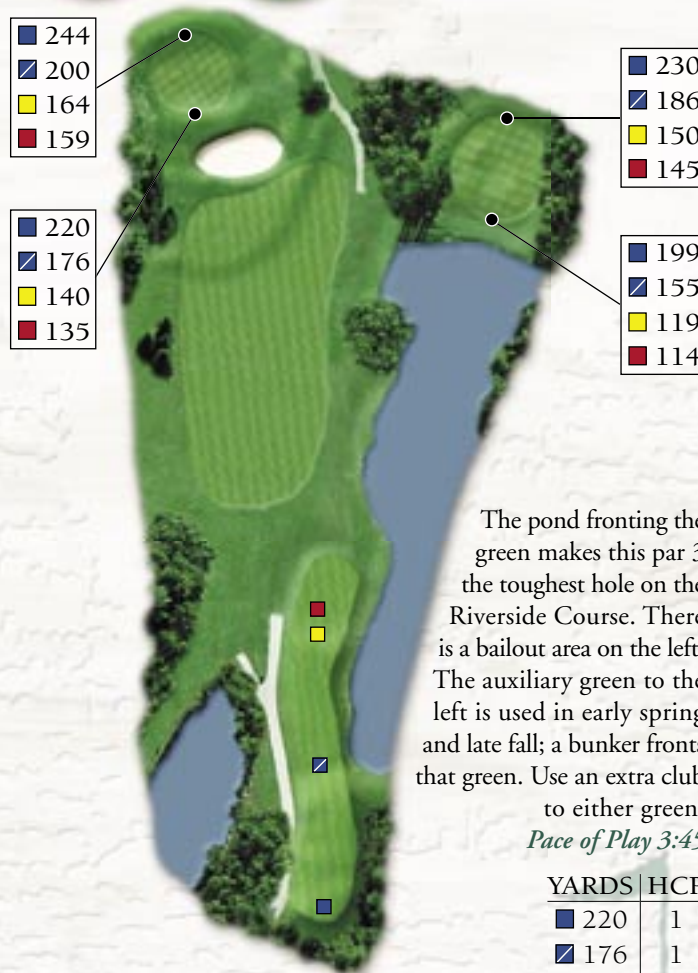 244
200
164
159
230
186
150
145
220
176
140
135
199
155
119
114
The pond fronting the
green makes this par 3
the toughest hole on the
Riverside Course. There
is a bailout area on the left.
The auxiliary green to the
left is used in early spring
and late fall; a bunker fronts
that green. Use an extra club
to either green.
Pace of Play 3:45
YARDS HCP
220 1
176 1